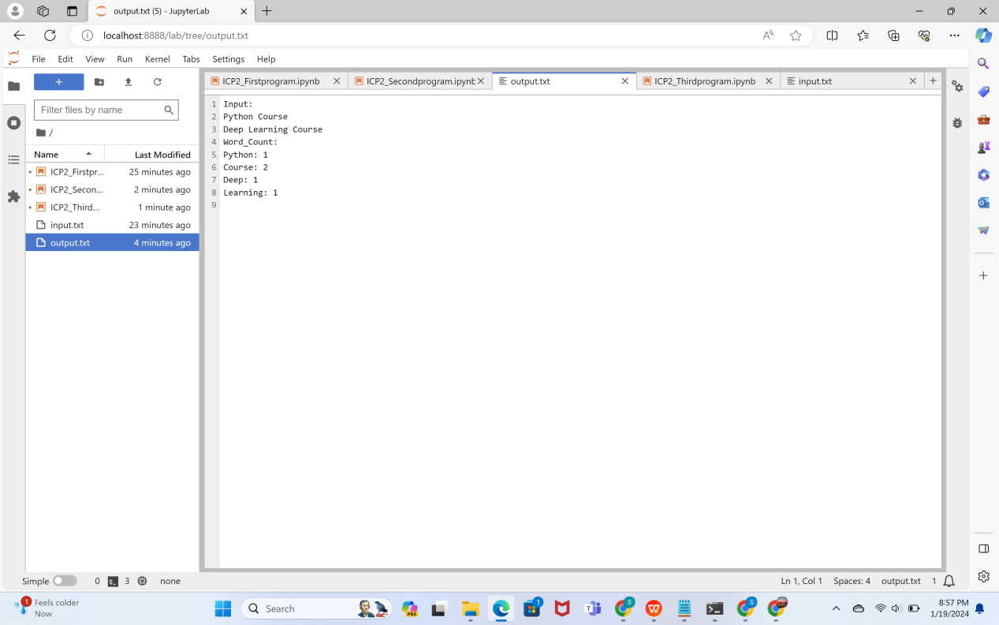 output.txt (5) - JupyterLab
localhost:8888/lab/tree/output.txt
File Edit View Run Kernel Tabs Settings Help
ICP2_Firstprogram.ipynb ICP2_Secondprogram.ipynb output.txt ICP2_Thirdprogram.ipynb input.txt
Filter files by name
/
Name Last Modified
ICP2_Firstpr... 25 minutes ago
ICP2_Secon... 2 minutes ago
ICP2_Third... 1 minute ago
input.txt 23 minutes ago
output.txt 4 minutes ago
1 Input:
2 Python Course
3 Deep Learning Course
4 Word_Count:
5 Python: 1
6 Course: 2
7 Deep: 1
8 Learning: 1
9
Simple 0 $_ 3 none Ln 1, Col 1 Spaces: 4 output.txt 1
1 Feels colder
Now
Search
PRE
1
S
S
8:57 PM
1/19/2024